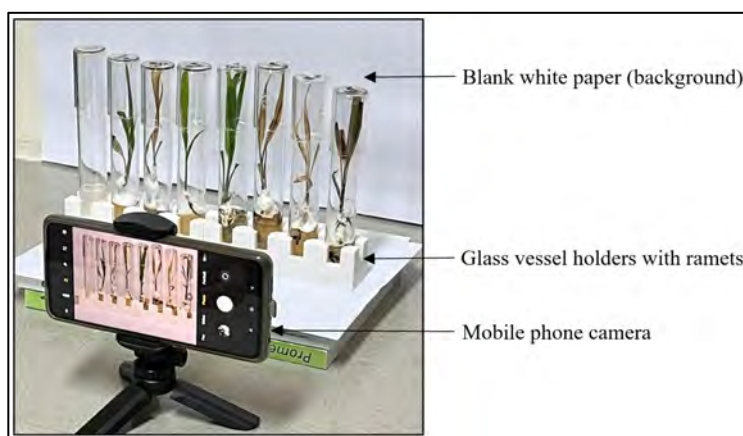 Blank white paper (background)
Glass vessel holders with ramets
Mobile phone camera
Prome